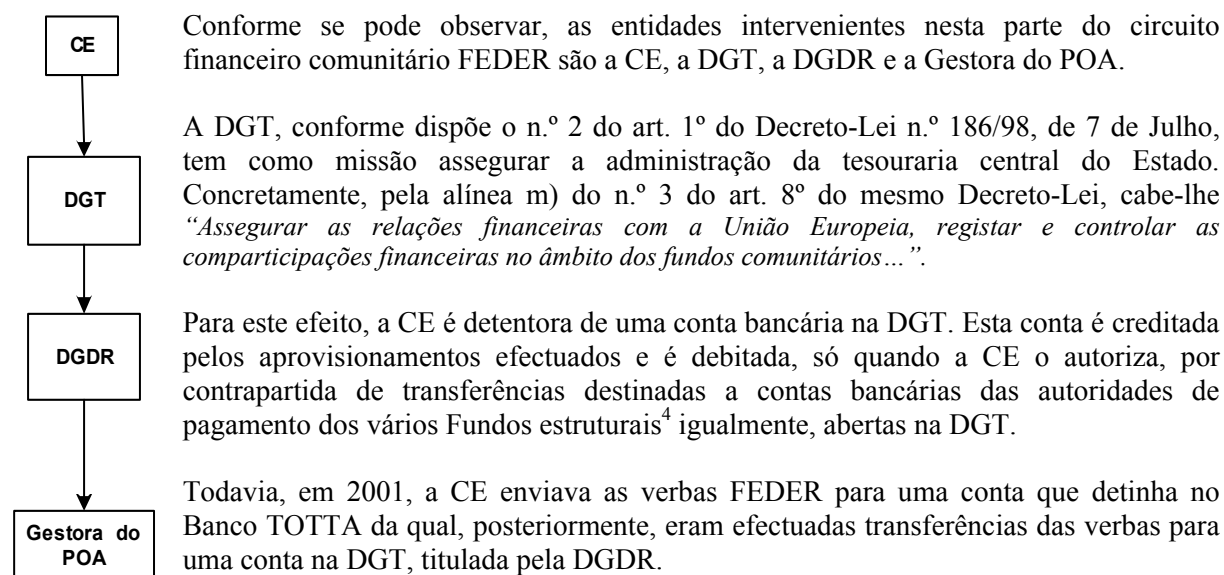 CE
DGT
DGDR
Gestora do
POA
Conforme se pode observar, as entidades intervenientes nesta parte do circuito
financeiro comunitário FEDER são a CE, a DGT, a DGDR e a Gestora do POA.
A DGT, conforme dispõe o n.º 2 do art. 1º do Decreto-Lei n.º 186/98, de 7 de Julho,
tem como missão assegurar a administração da tesouraria central do Estado.
Concretamente, pela alínea m) do n.º 3 do art. 8º do mesmo Decreto-Lei, cabe-lhe
“Assegurar as relações financeiras com a União Europeia, registar e controlar as
comparticipações financeiras no âmbito dos fundos comunitários…”.
Para este efeito, a CE é detentora de uma conta bancária na DGT. Esta conta é creditada
pelos aprovisionamentos efectuados e é debitada, só quando a CE o autoriza, por
contrapartida de transferências destinadas a contas bancárias das autoridades de
pagamento dos vários Fundos estruturais4 igualmente, abertas na DGT.
Todavia, em 2001, a CE enviava as verbas FEDER para uma conta que detinha no
Banco TOTTA da qual, posteriormente, eram efectuadas transferências das verbas para
uma conta na DGT, titulada pela DGDR.